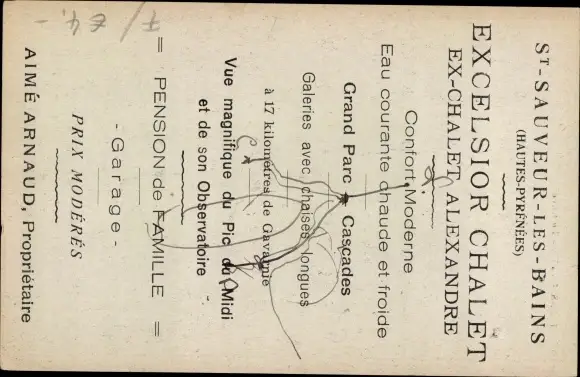 ST-SAUVEUR-LES-BAINS
(HAUTES-PYRÉNÉES)
EXCELSIOR CHALET
EX-CHALET ALEXANDRE
Confort Moderne
Eau courante chaude et froide
Grand Parc Cascades
Galeries avec chaises longues
à 17 kilomètres de Gavarnie
Vue magnifique du Pic du Midi
et de son Observatoire
= PENSION de FAMILLE =
- Garage -
PRIX MODÉRÉS
AIMÉ ARNAUD, Propriétaire